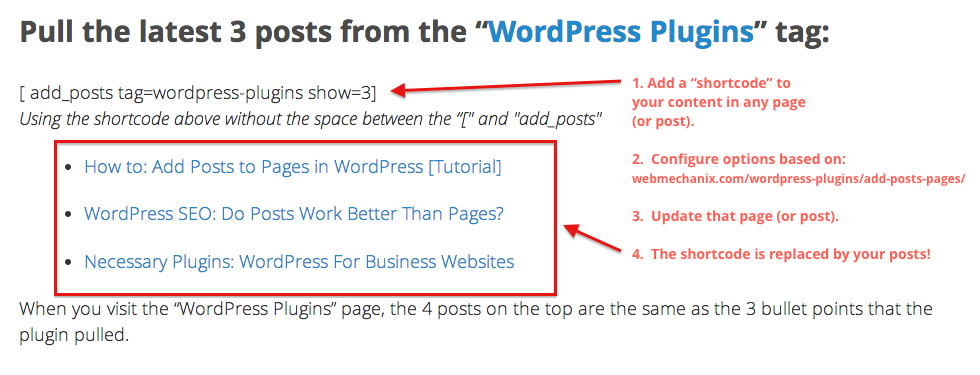 Pull the latest 3 posts from the “WordPress Plugins” tag:
[ add_posts tag=wordpress-plugins show=3]
Using the shortcode above without the space between the “[" and "add_posts"
• How to: Add Posts to Pages in WordPress [Tutorial]
• WordPress SEO: Do Posts Work Better Than Pages?
• Necessary Plugins: WordPress For Business Websites
When you visit the “WordPress Plugins” page, the 4 posts on the top are the same as the 3 bullet points that the
plugin pulled.
1. Add a “shortcode” to
your content in any page
(or post).
2. Configure options based on:
webmechanix.com/wordpress-plugins/add-posts-pages/
3. Update that page (or post).
4. The shortcode is replaced by your posts!